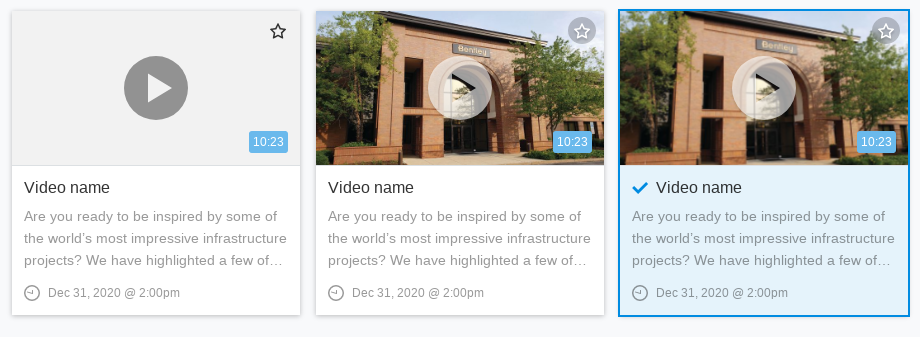 10:23
Video name
Are you ready to be inspired by some of
the world’s most impressive infrastructure
projects? We have highlighted a few of…
Dec 31, 2020 @ 2:00pm
Bentley
10:23
Video name
Are you ready to be inspired by some of
the world’s most impressive infrastructure
projects? We have highlighted a few of…
Dec 31, 2020 @ 2:00pm
Bentley
10:23
Video name
Are you ready to be inspired by some of
the world’s most impressive infrastructure
projects? We have highlighted a few of…
Dec 31, 2020 @ 2:00pm